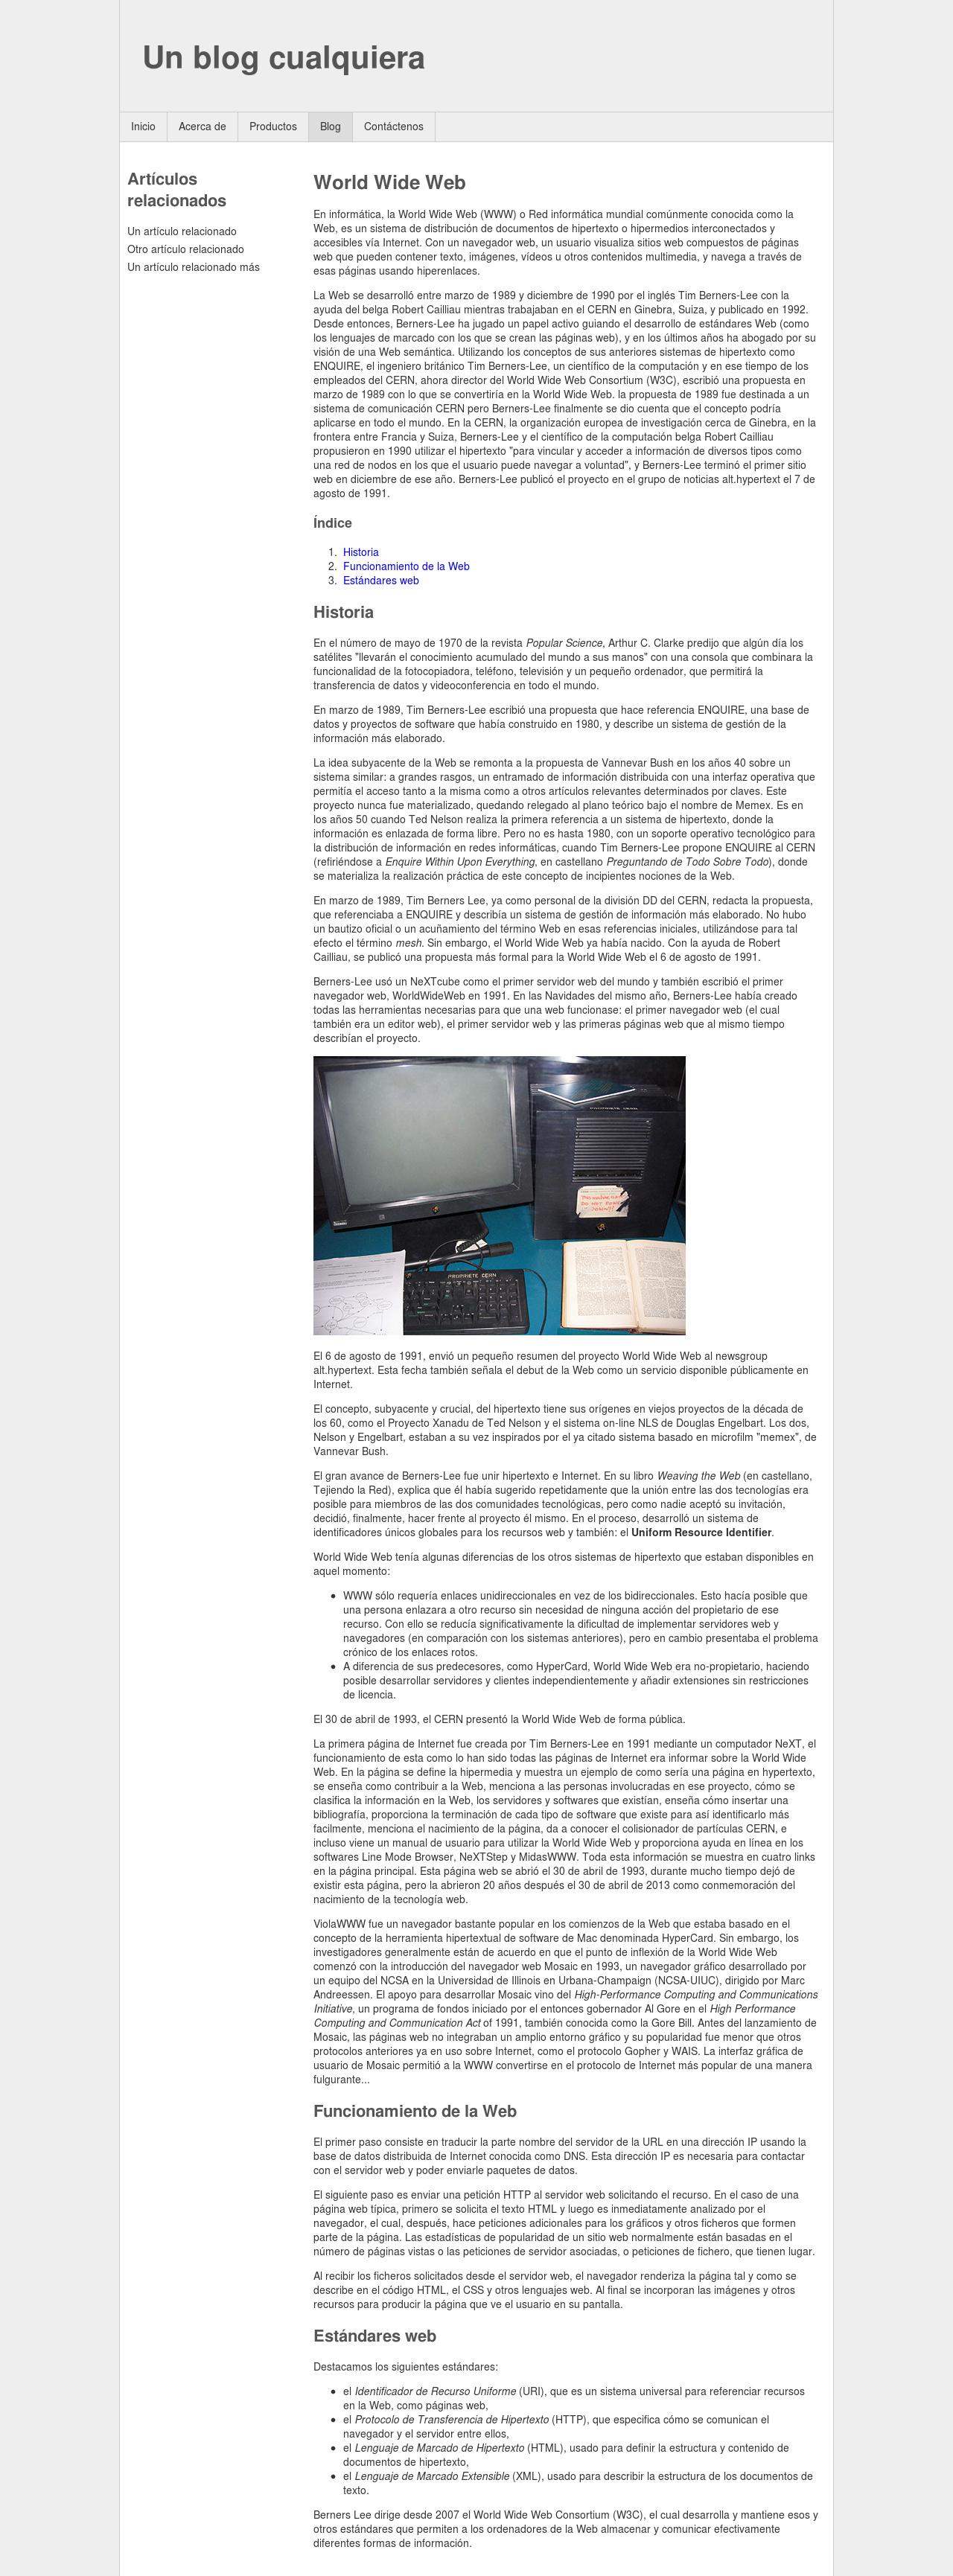 Un blog cualquiera
Inicio
Acerca de
Productos
Blog
Contáctenos
Artículos
relacionados
Un artículo relacionado
Otro artículo relacionado
Un artículo relacionado más
World Wide Web
En informática, la World Wide Web (WWW) o Red informática mundial comúnmente conocida como la
Web, es un sistema de distribución de documentos de hipertexto o hipermedios interconectados y
accesibles vía Internet. Con un navegador web, un usuario visualiza sitios web compuestos de páginas
web que pueden contener texto, imágenes, vídeos u otros contenidos multimedia, y navega a través de
esas páginas usando hiperenlaces.
La Web se desarrolló entre marzo de 1989 y diciembre de 1990 por el inglés Tim Berners-Lee con la
ayuda del belga Robert Cailliau mientras trabajaban en el CERN en Ginebra, Suiza, y publicado en 1992.
Desde entonces, Berners-Lee ha jugado un papel activo guiando el desarrollo de estándares Web (como
los lenguajes de marcado con los que se crean las páginas web), y en los últimos años ha abogado por su
visión de una Web semántica. Utilizando los conceptos de sus anteriores sistemas de hipertexto como
ENQUIRE, el ingeniero británico Tim Berners-Lee, un científico de la computación y en ese tiempo de los
empleados del CERN, ahora director del World Wide Web Consortium (W3C), escribió una propuesta en
marzo de 1989 con lo que se convertiría en la World Wide Web. la propuesta de 1989 fue destinada a un
sistema de comunicación CERN pero Berners-Lee finalmente se dio cuenta que el concepto podría
aplicarse en todo el mundo. En la CERN, la organización europea de investigación cerca de Ginebra, en la
frontera entre Francia y Suiza, Berners-Lee y el científico de la computación belga Robert Cailliau
propusieron en 1990 utilizar el hipertexto "para vincular y acceder a información de diversos tipos como
una red de nodos en los que el usuario puede navegar a voluntad", y Berners-Lee terminó el primer sitio
web en diciembre de ese año. Berners-Lee publicó el proyecto en el grupo de noticias alt.hypertext el 7 de
agosto de 1991.
Índice
1. Historia
2. Funcionamiento de la Web
3. Estándares web
Historia
En el número de mayo de 1970 de la revista Popular Science, Arthur C. Clarke predijo que algún día los
satélites "llevarán el conocimiento acumulado del mundo a sus manos" con una consola que combinara la
funcionalidad de la fotocopiadora, teléfono, televisión y un pequeño ordenador, que permitirá la
transferencia de datos y videoconferencia en todo el mundo.
En marzo de 1989, Tim Berners-Lee escribió una propuesta que hace referencia ENQUIRE, una base de
datos y proyectos de software que había construido en 1980, y describe un sistema de gestión de la
información más elaborado.
La idea subyacente de la Web se remonta a la propuesta de Vannevar Bush en los años 40 sobre un
sistema similar: a grandes rasgos, un entramado de información distribuida con una interfaz operativa que
permitía el acceso tanto a la misma como a otros artículos relevantes determinados por claves. Este
proyecto nunca fue materializado, quedando relegado al plano teórico bajo el nombre de Memex. Es en
los años 50 cuando Ted Nelson realiza la primera referencia a un sistema de hipertexto, donde la
información es enlazada de forma libre. Pero no es hasta 1980, con un soporte operativo tecnológico para
la distribución de información en redes informáticas, cuando Tim Berners-Lee propone ENQUIRE al CERN
(refiriéndose a Enquire Within Upon Everything, en castellano Preguntando de Todo Sobre Todo), donde
se materializa la realización práctica de este concepto de incipientes nociones de la Web.
En marzo de 1989, Tim Berners Lee, ya como personal de la división DD del CERN, redacta la propuesta,
que referenciaba a ENQUIRE y describía un sistema de gestión de información más elaborado. No hubo
un bautizo oficial o un acuñamiento del término Web en esas referencias iniciales, utilizándose para tal
efecto el término mesh. Sin embargo, el World Wide Web ya había nacido. Con la ayuda de Robert
Cailliau, se publicó una propuesta más formal para la World Wide Web el 6 de agosto de 1991.
Berners-Lee usó un NeXTcube como el primer servidor web del mundo y también escribió el primer
navegador web, WorldWideWeb en 1991. En las Navidades del mismo año, Berners-Lee había creado
todas las herramientas necesarias para que una web funcionase: el primer navegador web (el cual
también era un editor web), el primer servidor web y las primeras páginas web que al mismo tiempo
describían el proyecto.
PROPRIETE CERN
PROPRIETE CERN
El 6 de agosto de 1991, envió un pequeño resumen del proyecto World Wide Web al newsgroup
alt.hypertext. Esta fecha también señala el debut de la Web como un servicio disponible públicamente en
Internet.
El concepto, subyacente y crucial, del hipertexto tiene sus orígenes en viejos proyectos de la década de
los 60, como el Proyecto Xanadu de Ted Nelson y el sistema on-line NLS de Douglas Engelbart. Los dos,
Nelson y Engelbart, estaban a su vez inspirados por el ya citado sistema basado en microfilm "memex", de
Vannevar Bush.
El gran avance de Berners-Lee fue unir hipertexto e Internet. En su libro Weaving the Web (en castellano,
Tejiendo la Red), explica que él había sugerido repetidamente que la unión entre las dos tecnologías era
posible para miembros de las dos comunidades tecnológicas, pero como nadie aceptó su invitación,
decidió, finalmente, hacer frente al proyecto él mismo. En el proceso, desarrolló un sistema de
identificadores únicos globales para los recursos web y también: el Uniform Resource Identifier.
World Wide Web tenía algunas diferencias de los otros sistemas de hipertexto que estaban disponibles en
aquel momento:
• WWW sólo requería enlaces unidireccionales en vez de los bidireccionales. Esto hacía posible que
una persona enlazara a otro recurso sin necesidad de ninguna acción del propietario de ese
recurso. Con ello se reducía significativamente la dificultad de implementar servidores web y
navegadores (en comparación con los sistemas anteriores), pero en cambio presentaba el problema
crónico de los enlaces rotos.
• A diferencia de sus predecesores, como HyperCard, World Wide Web era no-propietario, haciendo
posible desarrollar servidores y clientes independientemente y añadir extensiones sin restricciones
de licencia.
El 30 de abril de 1993, el CERN presentó la World Wide Web de forma pública.
La primera página de Internet fue creada por Tim Berners-Lee en 1991 mediante un computador NeXT, el
funcionamiento de esta como lo han sido todas las páginas de Internet era informar sobre la World Wide
Web. En la página se define la hipermedia y muestra un ejemplo de como sería una página en hypertexto,
se enseña como contribuir a la Web, menciona a las personas involucradas en ese proyecto, cómo se
clasifica la información en la Web, los servidores y softwares que existían, enseña cómo insertar una
bibliografía, proporciona la terminación de cada tipo de software que existe para así identificarlo más
facilmente, menciona el nacimiento de la página, da a conocer el colisionador de partículas CERN, e
incluso viene un manual de usuario para utilizar la World Wide Web y proporciona ayuda en línea en los
softwares Line Mode Browser, NeXTStep y MidasWWW. Toda esta información se muestra en cuatro links
en la página principal. Esta página web se abrió el 30 de abril de 1993, durante mucho tiempo dejó de
existir esta página, pero la abrieron 20 años después el 30 de abril de 2013 como conmemoración del
nacimiento de la tecnología web.
ViolaWWW fue un navegador bastante popular en los comienzos de la Web que estaba basado en el
concepto de la herramienta hipertextual de software de Mac denominada HyperCard. Sin embargo, los
investigadores generalmente están de acuerdo en que el punto de inflexión de la World Wide Web
comenzó con la introducción del navegador web Mosaic en 1993, un navegador gráfico desarrollado por
un equipo del NCSA en la Universidad de Illinois en Urbana-Champaign (NCSA-UIUC), dirigido por Marc
Andreessen. El apoyo para desarrollar Mosaic vino del High-Performance Computing and Communications
Initiative, un programa de fondos iniciado por el entonces gobernador Al Gore en el High Performance
Computing and Communication Act of 1991, también conocida como la Gore Bill. Antes del lanzamiento de
Mosaic, las páginas web no integraban un amplio entorno gráfico y su popularidad fue menor que otros
protocolos anteriores ya en uso sobre Internet, como el protocolo Gopher y WAIS. La interfaz gráfica de
usuario de Mosaic permitió a la WWW convertirse en el protocolo de Internet más popular de una manera
fulgurante...
Funcionamiento de la Web
El primer paso consiste en traducir la parte nombre del servidor de la URL en una dirección IP usando la
base de datos distribuida de Internet conocida como DNS. Esta dirección IP es necesaria para contactar
con el servidor web y poder enviarle paquetes de datos.
El siguiente paso es enviar una petición HTTP al servidor web solicitando el recurso. En el caso de una
página web típica, primero se solicita el texto HTML y luego es inmediatamente analizado por el
navegador, el cual, después, hace peticiones adicionales para los gráficos y otros ficheros que formen
parte de la página. Las estadísticas de popularidad de un sitio web normalmente están basadas en el
número de páginas vistas o las peticiones de servidor asociadas, o peticiones de fichero, que tienen lugar.
Al recibir los ficheros solicitados desde el servidor web, el navegador renderiza la página tal y como se
describe en el código HTML, el CSS y otros lenguajes web. Al final se incorporan las imágenes y otros
recursos para producir la página que ve el usuario en su pantalla.
Estándares web
Destacamos los siguientes estándares:
• el Identificador de Recurso Uniforme (URI), que es un sistema universal para referenciar recursos
en la Web, como páginas web,
• el Protocolo de Transferencia de Hipertexto (HTTP), que especifica cómo se comunican el
navegador y el servidor entre ellos,
• el Lenguaje de Marcado de Hipertexto (HTML), usado para definir la estructura y contenido de
documentos de hipertexto,
• el Lenguaje de Marcado Extensible (XML), usado para describir la estructura de los documentos de
texto.
Berners Lee dirige desde 2007 el World Wide Web Consortium (W3C), el cual desarrolla y mantiene esos y
otros estándares que permiten a los ordenadores de la Web almacenar y comunicar efectivamente
diferentes formas de información.